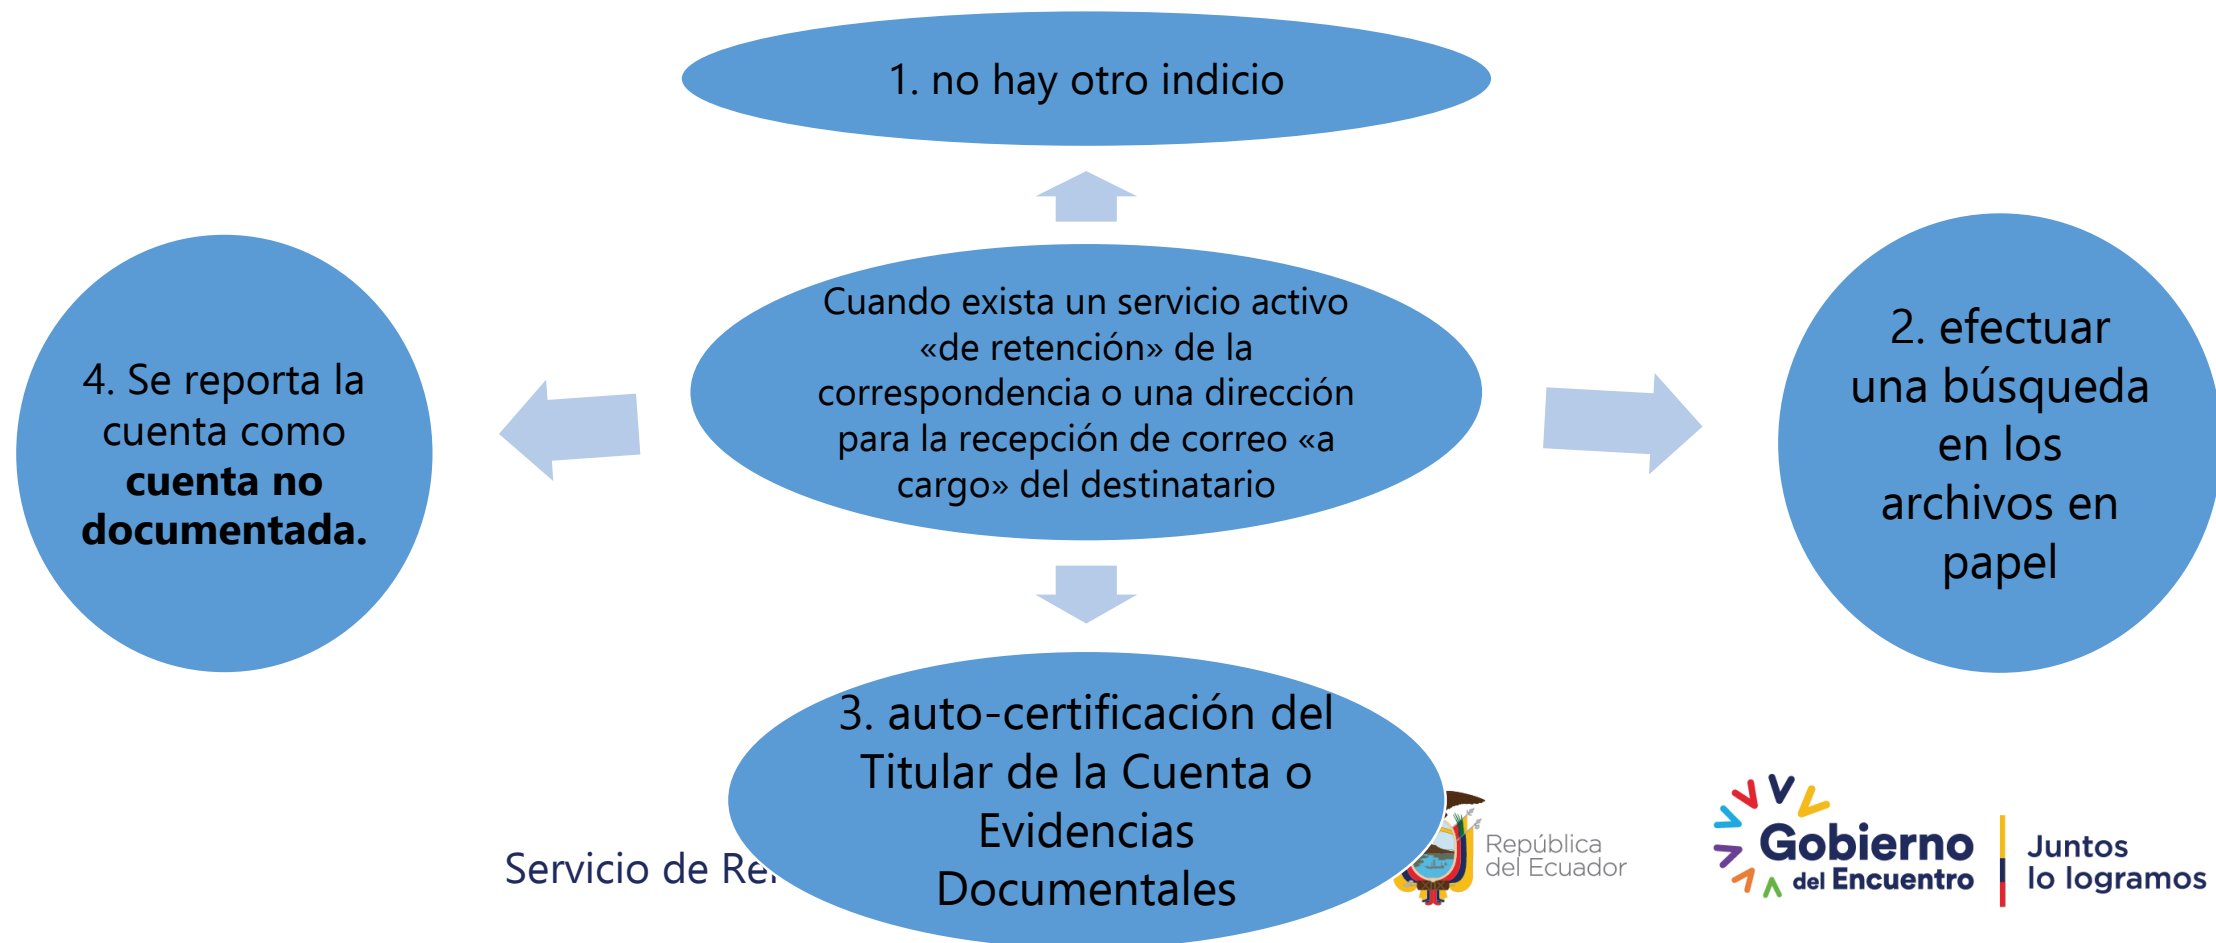 1. no hay otro indicio
Cuando exista un servicio activo
«de retención» de la
correspondencia o una dirección
para la recepción de correo «a
cargo» del destinatario
2. efectuar
una búsqueda
en los
archivos en
papel
3. auto-certificación del
Titular de la Cuenta o
Evidencias
Documentales
4. Se reporta la
cuenta como
cuenta no
documentada.
Servicio de
República
del Ecuador
Gobierno
del Encuentro
Juntos
lo logramos